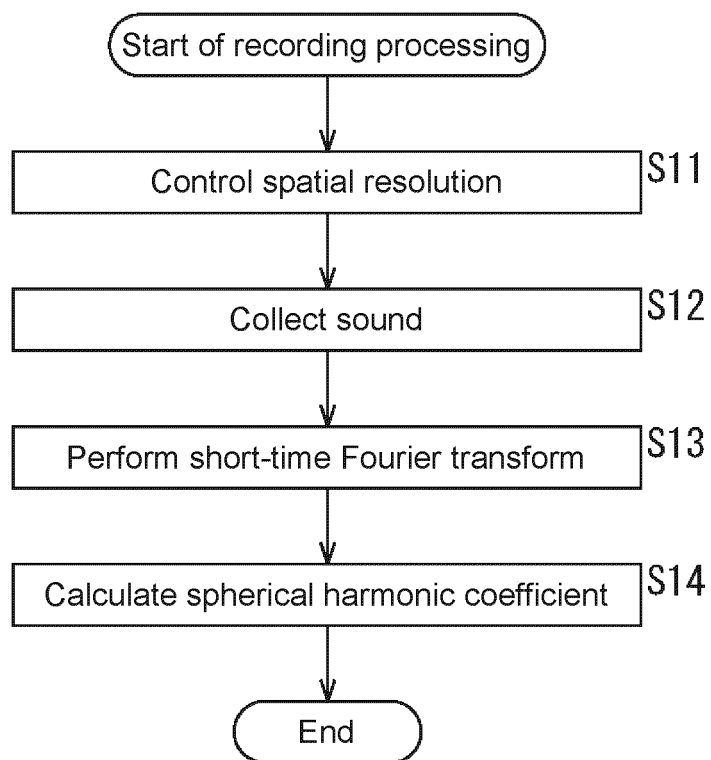 Start of recording processing
Control spatial resolution
S11
Collect sound
S12
Perform short-time Fourier transform
S13
Calculate spherical harmonic coefficient
S14
End